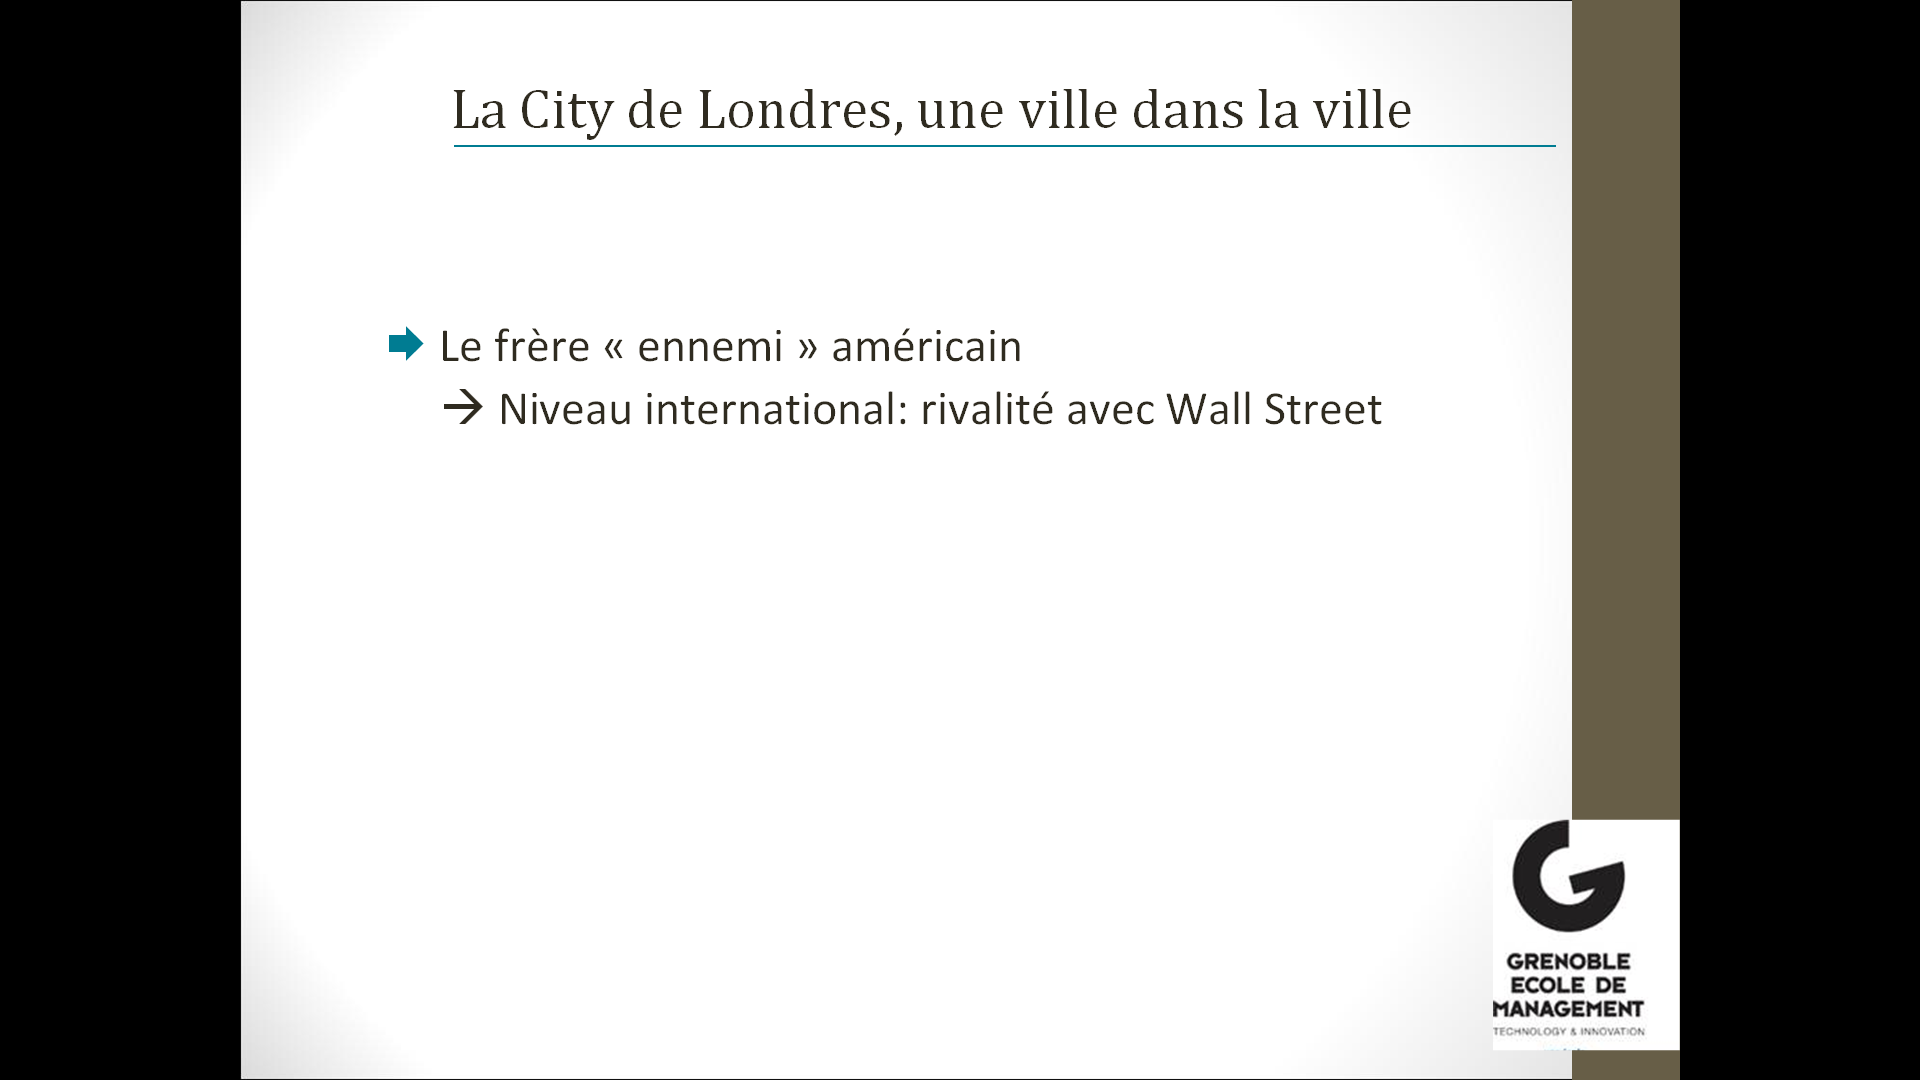 La City de Londres, une ville dans la ville
Le frère « ennemi » américain
→ Niveau international: rivalité avec Wall Street
GRENOBLE
ECOLE DE
MANAGEMENT
TECHNOLOGY & INNOVATION